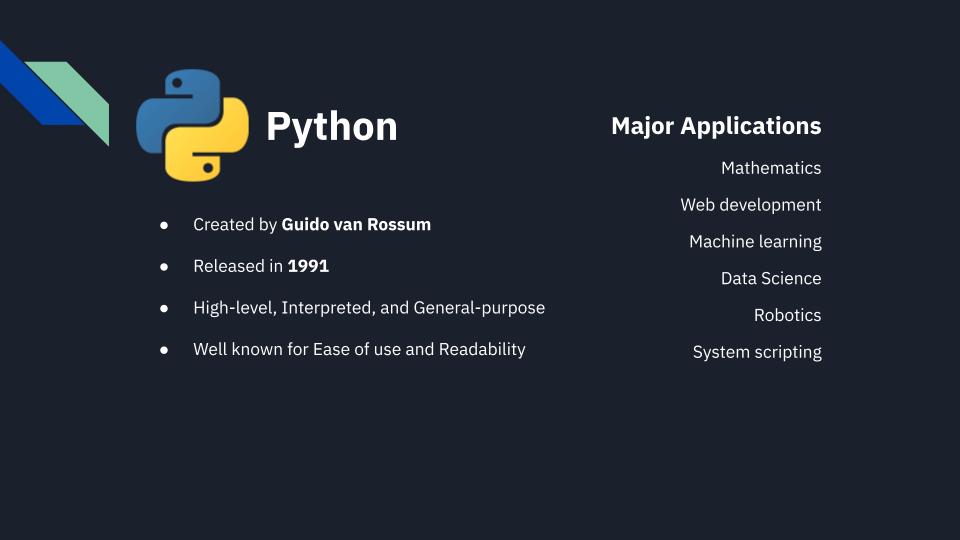 Python
● Created by Guido van Rossum
● Released in 1991
● High-level, Interpreted, and General-purpose
● Well known for Ease of use and Readability
Major Applications
Mathematics
Web development
Machine learning
Data Science
Robotics
System scripting